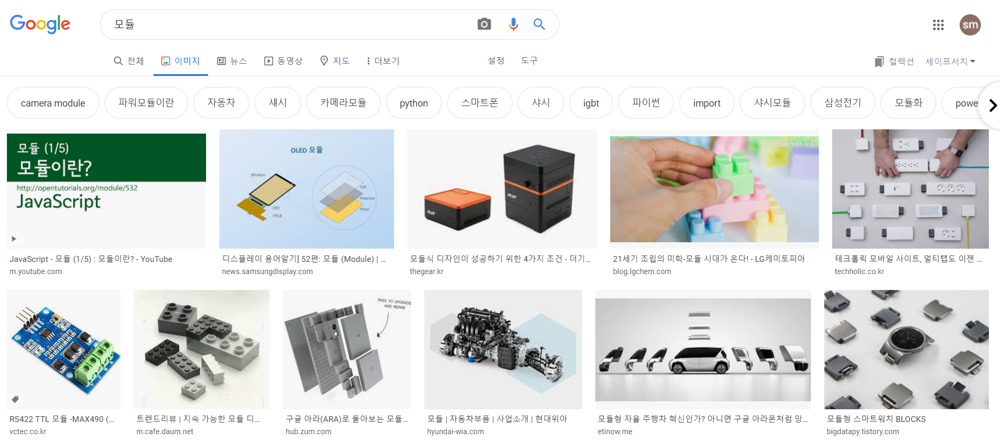 Google
모듈
sm
전체
이미지
뉴스
동영상
지도
더보기
설정
도구
컬렉션
세이프서치
camera module
파워모듈이란
자동차
섀시
카메라모듈
python
스마트폰
샤시
igbt
파이썬
import
샤시모듈
삼성전기
모듈화
powe
모듈 (1/5)
모듈이란?
http://opentutorials.org/module/532
JavaScript
OLED 모듈
Window
TSP
Polarizer
Panel
DDI
FPCB
acer
acer
LG케미토피아
JavaScript - 모듈 (1/5) : 모듈이란? - YouTube
m.youtube.com
디스플레이 용어알기] 52편: 모듈 (Module) | ...
news.samsungdisplay.com
모듈식 디자인이 성공하기 위한 4가지 조건 - 더기...
thegear.kr
21세기 조립의 미학-모듈 시대가 온다! - LG케미토피아
blog.lgchem.com
테크홀릭 모바일 사이트, 멀티탭도 이젠 ...
techholic.co.kr
VCC
GND
RXD
TXD
A
B
Z
Y
MADE TO UPGRADE
AND REPAIR
RS422 TTL 모듈 -MAX490 (...
vctec.co.kr
트렌드리뷰 | 지속 가능한 모듈 디...
m.cafe.daum.net
구글 아라(ARA)로 돌아보는 모듈...
hub.zum.com
모듈 | 자동차부품 | 사업소개 | 현대위아
hyundai-wia.com
모듈형 자율 주행차 혁신인가? 아니면 구글 아라폰처럼 망...
etinow.me
모듈형 스마트워치 BLOCKS
bigdatapy.tistory.com